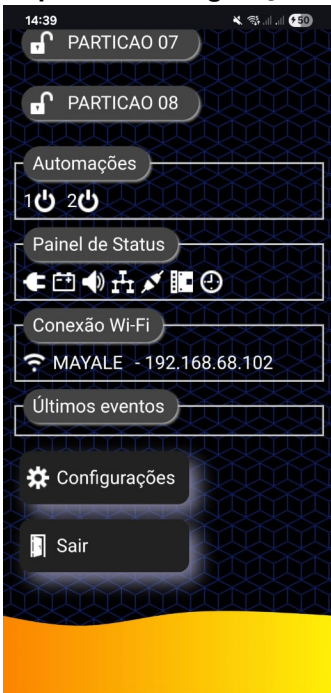 14:39
50
PARTICAO 07
PARTICAO 08
Automações
1 2
Painel de Status
Conexão Wi-Fi
MAYALE - 192.168.68.102
Últimos eventos
Configurações
Sair